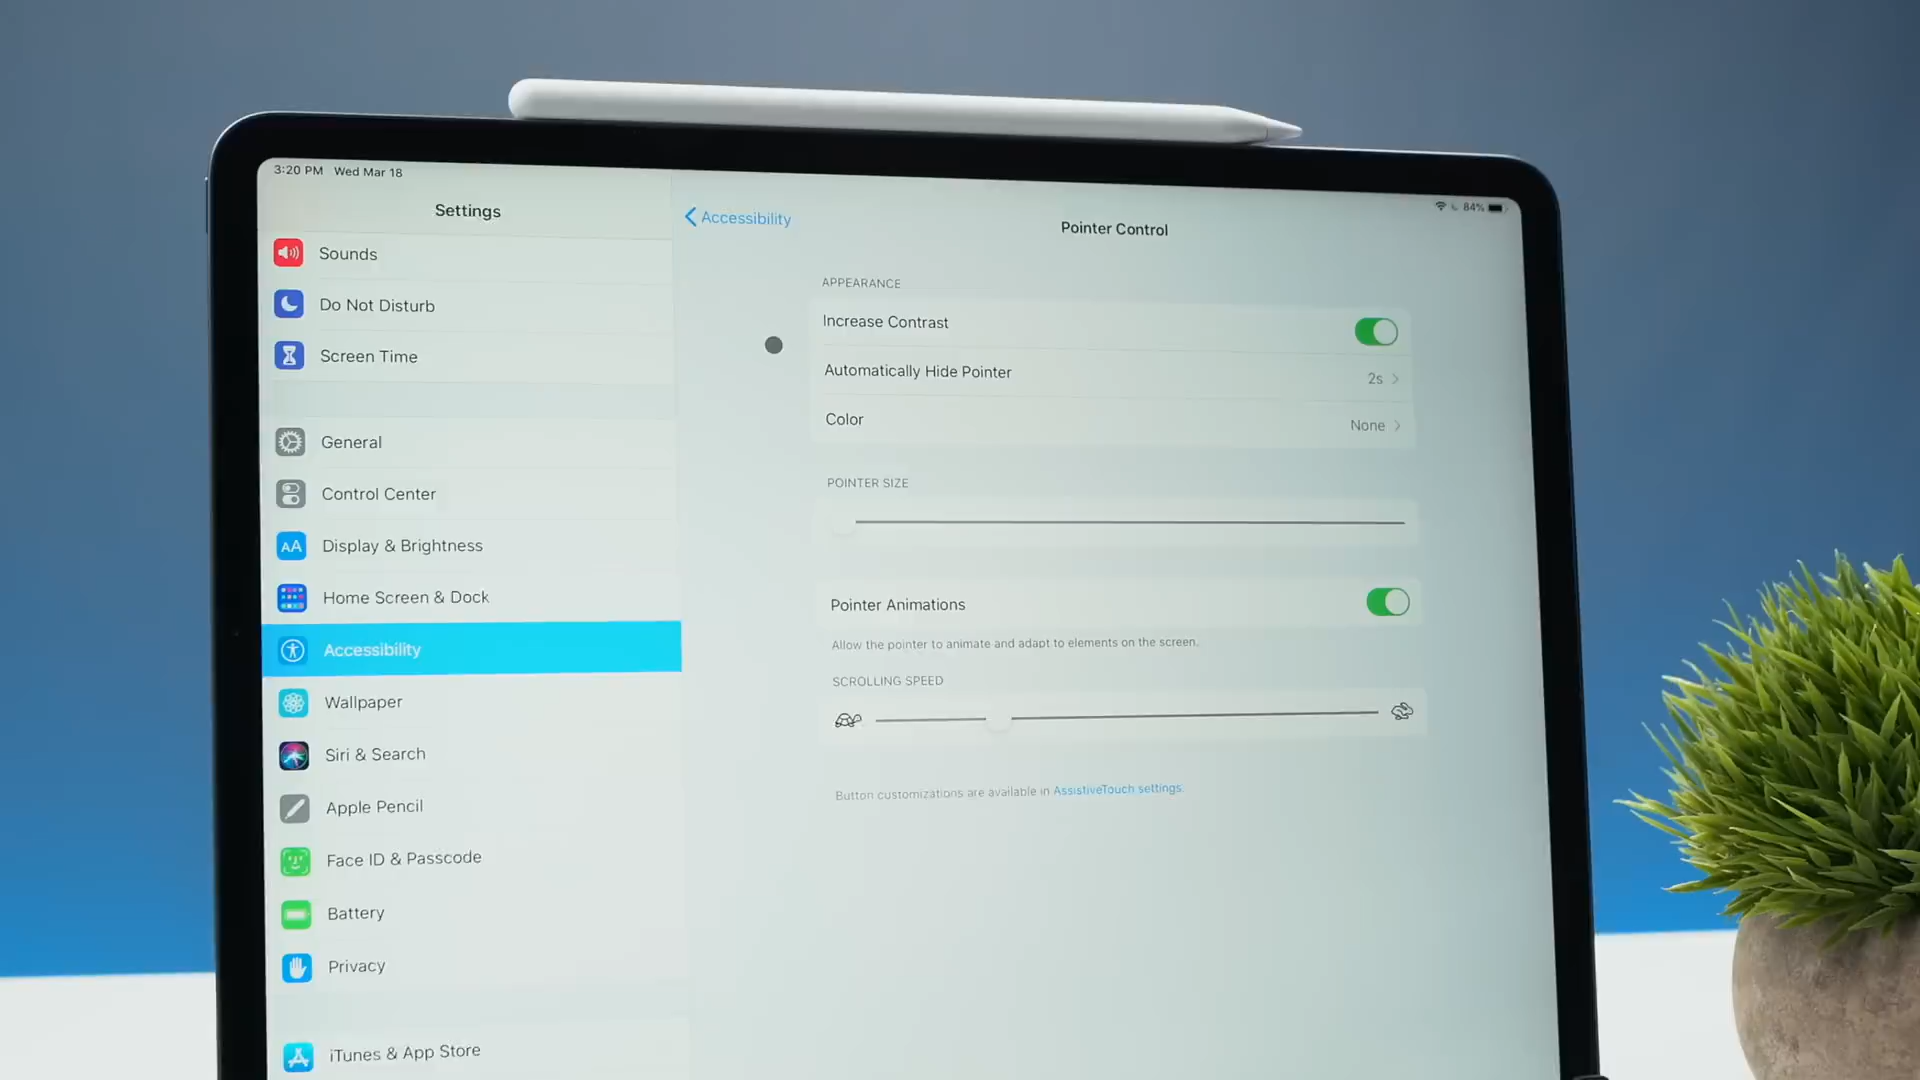 3:20 PM Wed Mar 18
84%
Settings
Sounds
Do Not Disturb
Screen Time
General
Control Center
AA Display & Brightness
Home Screen & Dock
Accessibility
Wallpaper
Siri & Search
Apple Pencil
Face ID & Passcode
Battery
Privacy
iTunes & App Store
Accessibility
Pointer Control
APPEARANCE
Increase Contrast
Automatically Hide Pointer 2s
Color None
POINTER SIZE
Pointer Animations
Allow the pointer to animate and adapt to elements on the screen.
SCROLLING SPEED
Button customizations are available in AssistiveTouch settings.